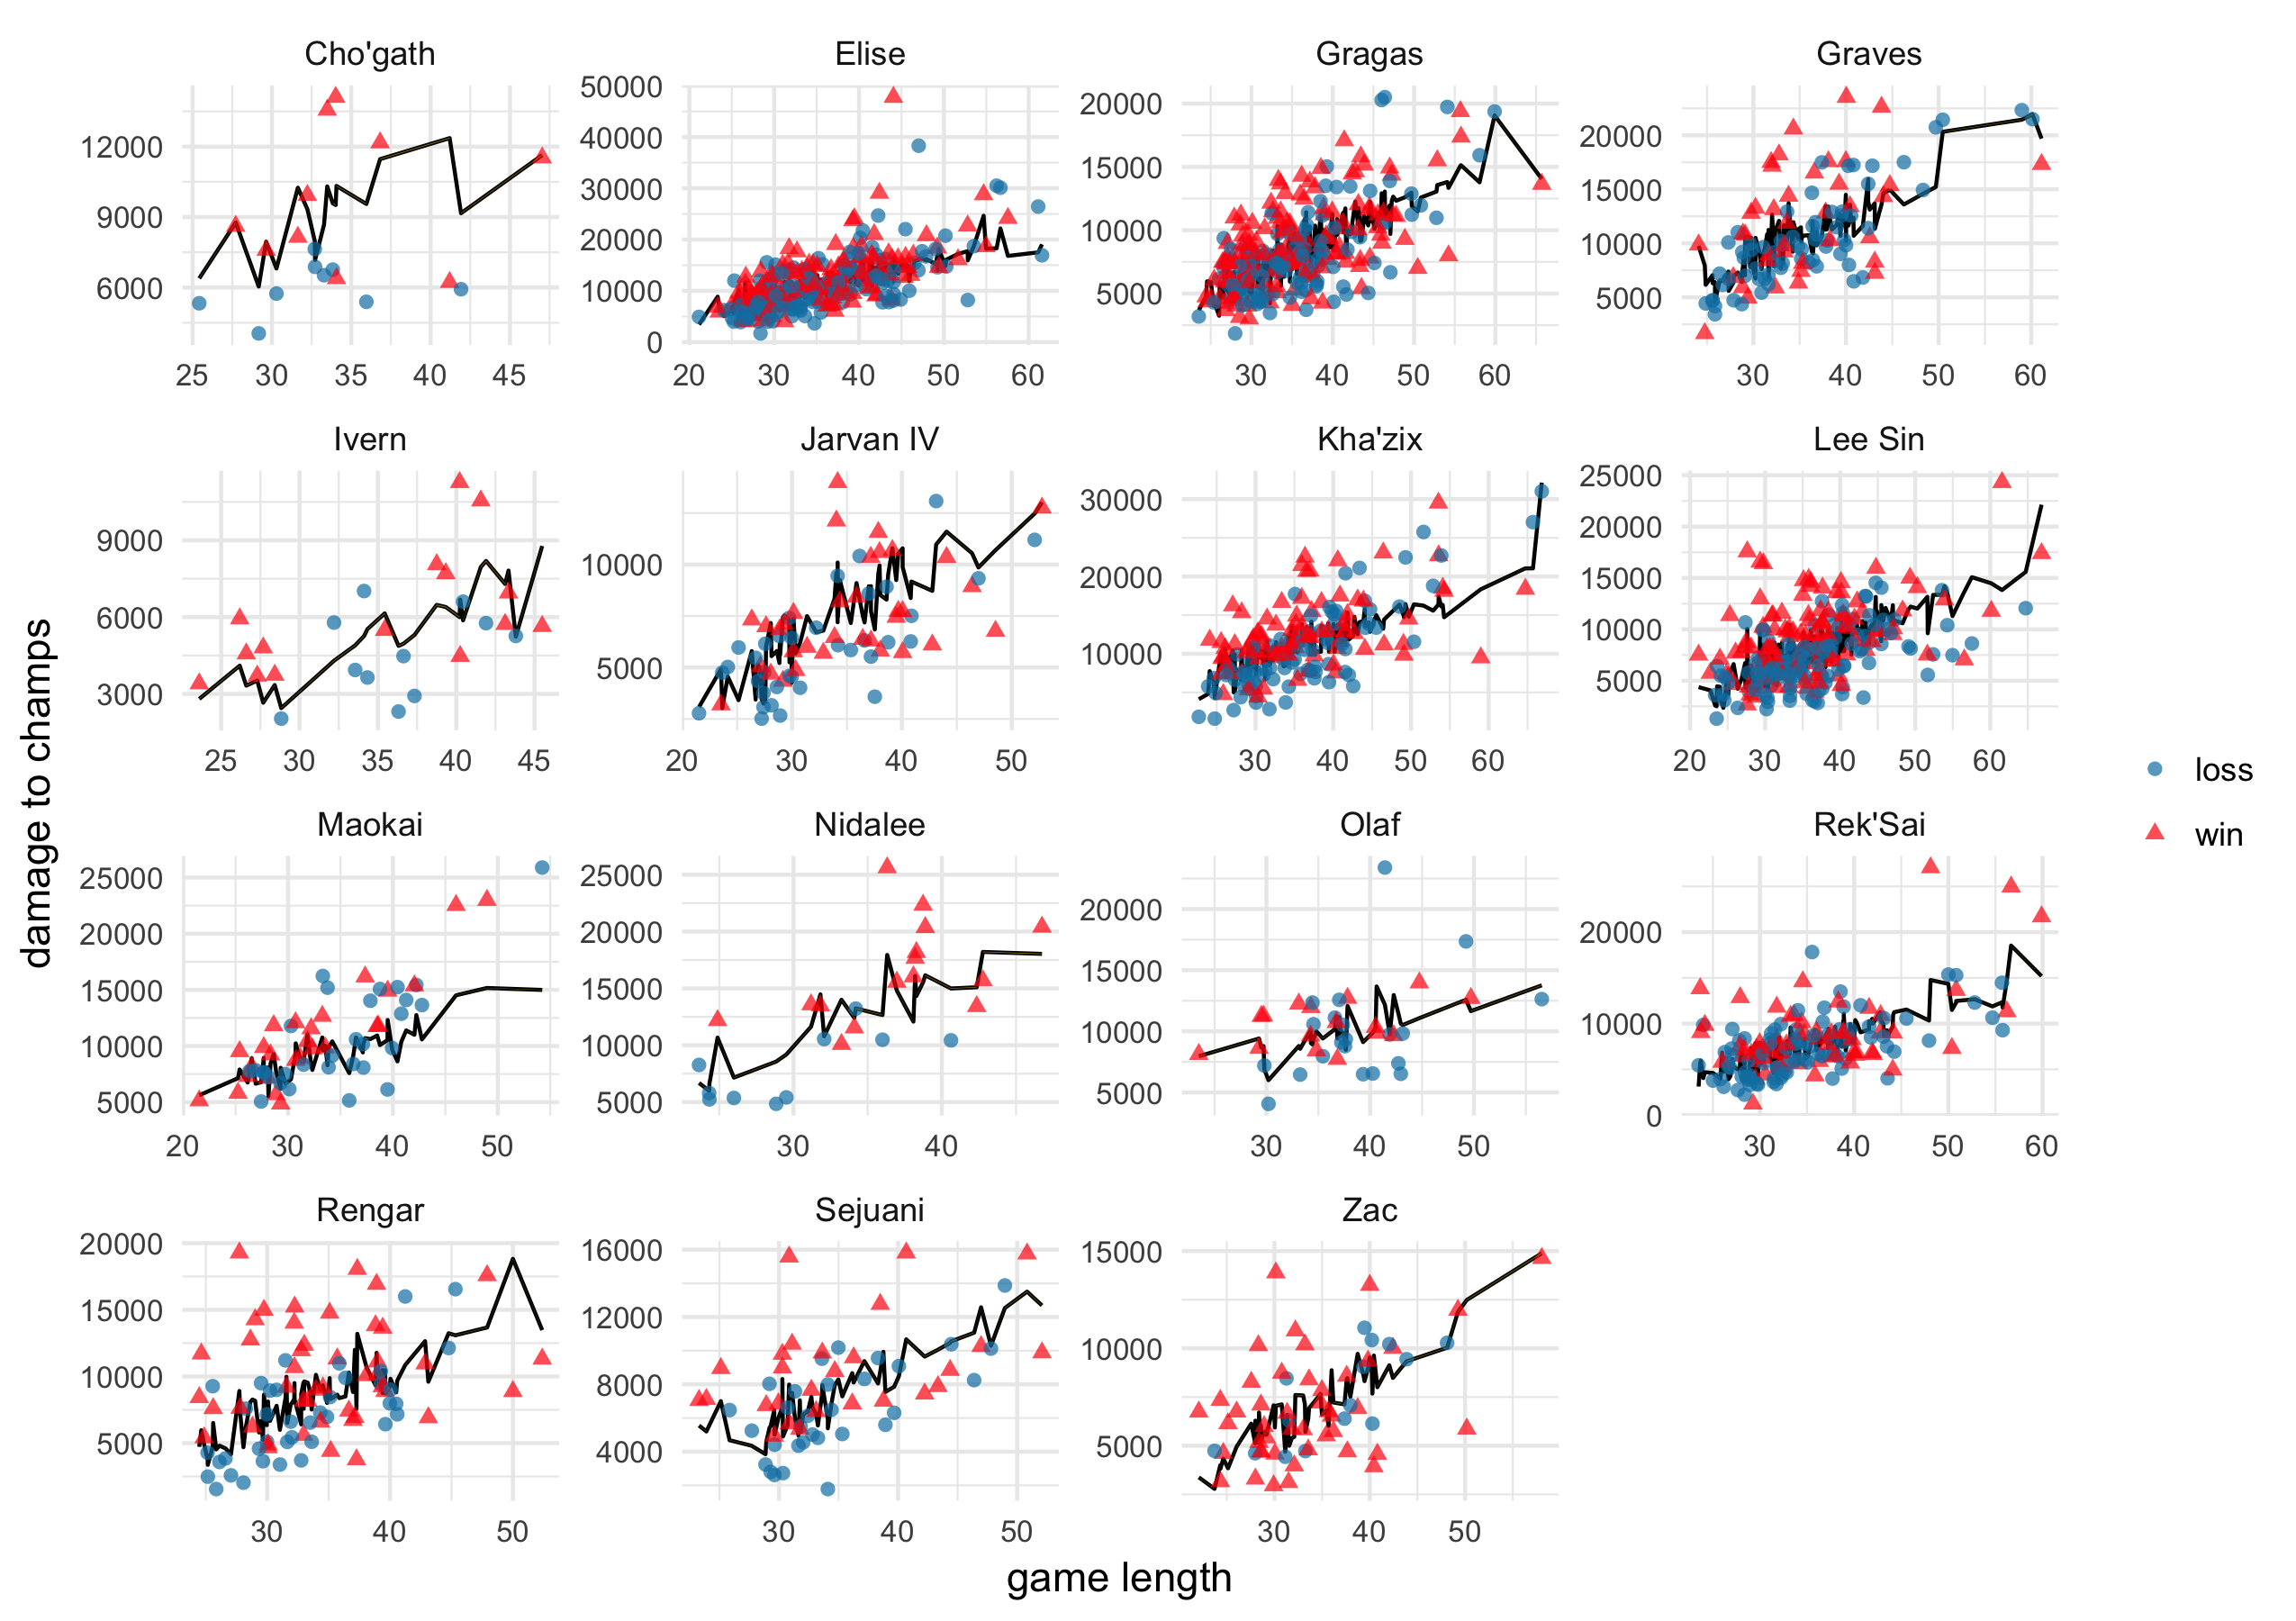 Cho'gath
Elise
Gragas
Graves
12000
9000
6000
25 30 35 40 45
50000
40000
30000
20000
10000
0
20 30 40 50 60
20000
15000
10000
5000
30 40 50 60
20000
15000
10000
5000
30 40 50 60
Ivern
Jarvan IV
Kha'zix
Lee Sin
9000
6000
3000
25 30 35 40 45
10000
5000
20 30 40 50
30000
20000
10000
30 40 50 60
25000
20000
15000
10000
5000
20 30 40 50 60
Maokai
Nidalee
Olaf
Rek'Sai
25000
20000
15000
10000
5000
20 30 40 50
25000
20000
15000
10000
5000
30 40
20000
15000
10000
5000
30 40 50
20000
10000
0
30 40 50 60
Rengar
Sejuani
Zac
20000
15000
10000
5000
30 40 50
16000
12000
8000
4000
30 40 50
15000
10000
5000
30 40 50
damage to champs
game length
loss
win